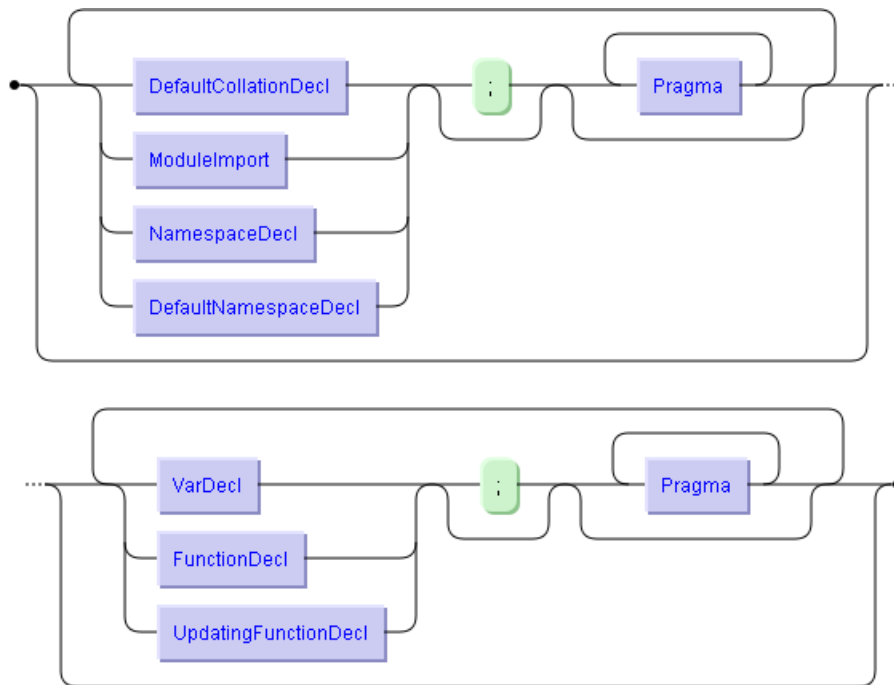 DefaultCollationDecl ; Pragma
ModuleImport
NamespaceDecl
DefaultNamespaceDecl
VarDecl ; Pragma
FunctionDecl
UpdatingFunctionDecl